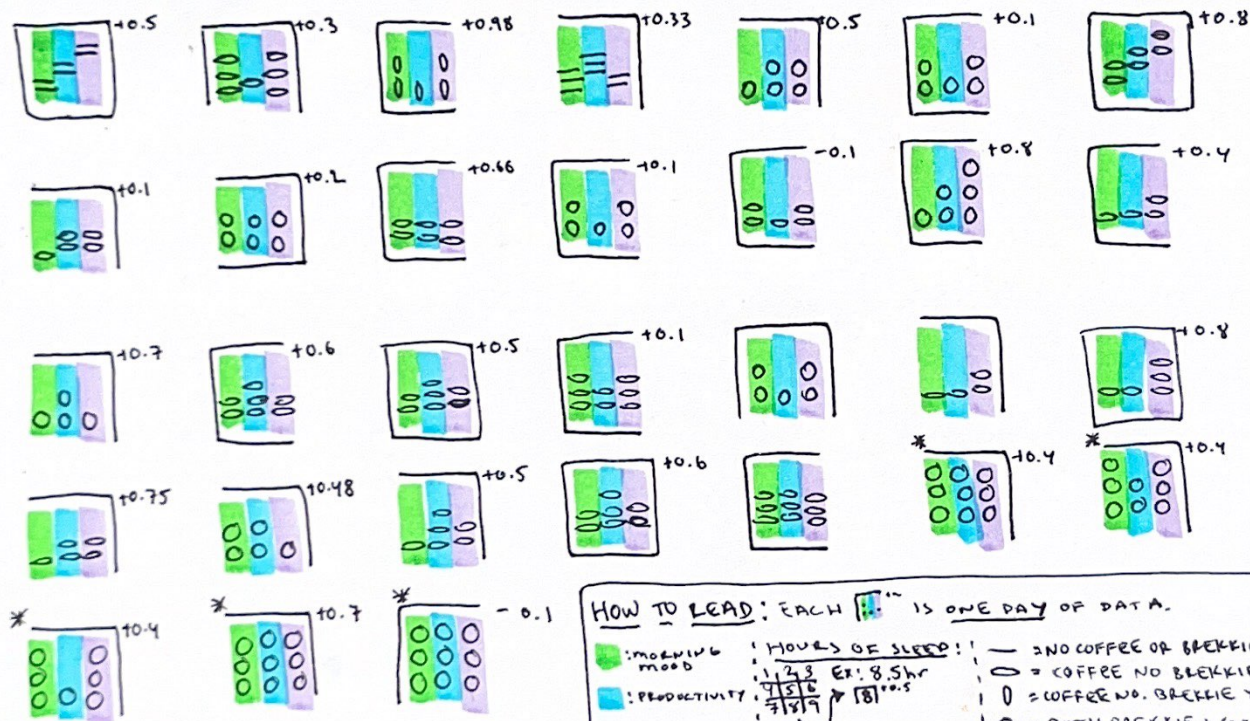 +0.5 +0.3 +0.98 +0.33 +0.5 +0.1 +0.8
+0.1 +0.2 +0.66 +0.1 -0.1 +0.8 +0.4
+0.7 +0.6 +0.5 +0.1 +0.8
+0.75 +0.48 +0.5 +0.6 * +0.4 * +0.4
* +0.4 * +0.7 * -0.1
HOW TO READ: EACH IS ONE DAY OF DATA.
: MORNING MOOD
: PRODUCTIVITY
HOURS OF SLEEP:
1 2 3 EX: 8.5hr
4 5 6
7 8 9 8 +0.5
= NO COFFEE OR BREKKIE
= COFFEE NO BREKKIE
= COFFEE NO. BREKKIE Y